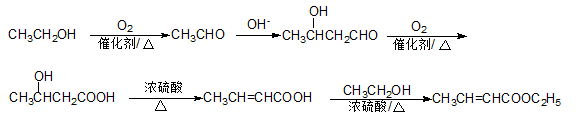 OH OH
CH₃CH₂OH O₂ 催化剂/△ CH₃CHO OH⁻ CH₃CHCH₂CHO O₂ 催化剂/△
OH
CH₃CHCH₂COOH 浓硫酸 △ CH₃CH=CHCOOH CH₃CH₂OH 浓硫酸/△ CH₃CH=CHCOOC₂H₅